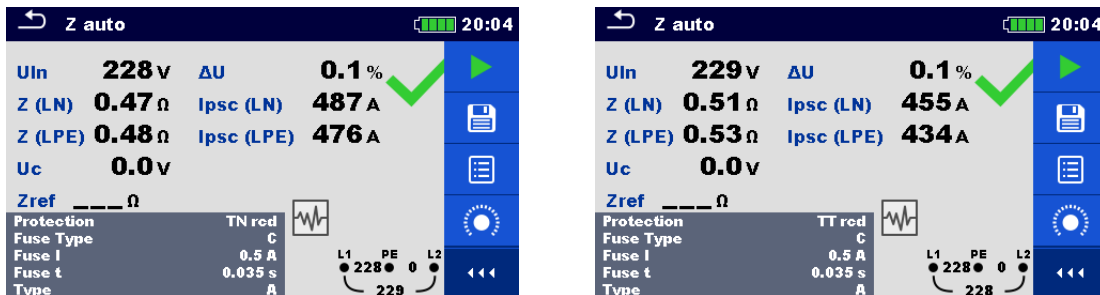 Z auto 20:04
Uln 228 V ΔU 0.1 %
Z (LN) 0.47 Ω Ipsc (LN) 487 A
Z (LPE) 0.48 Ω Ipsc (LPE) 476 A
Uc 0.0 V
Zref ___ Ω
Protection TN rcd
Fuse Type C
Fuse I 0.5 A
Fuse t 0.035 s
Type A
L1 PE L2
228 0
229
Z auto 20:04
Uln 229 V ΔU 0.1 %
Z (LN) 0.51 Ω Ipsc (LN) 455 A
Z (LPE) 0.53 Ω Ipsc (LPE) 434 A
Uc 0.0 V
Zref ___ Ω
Protection TT rcd
Fuse Type C
Fuse I 0.5 A
Fuse t 0.035 s
Type A
L1 PE L2
228 0
228